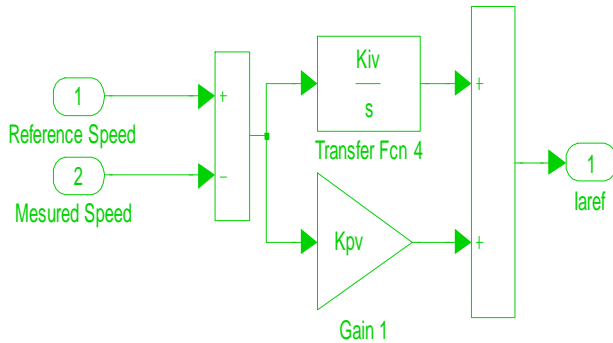 1
Reference Speed
2
Mesured Speed
+
−
Kiv
s
Transfer Fcn 4
Kpv
Gain 1
+
+
1
Iaref